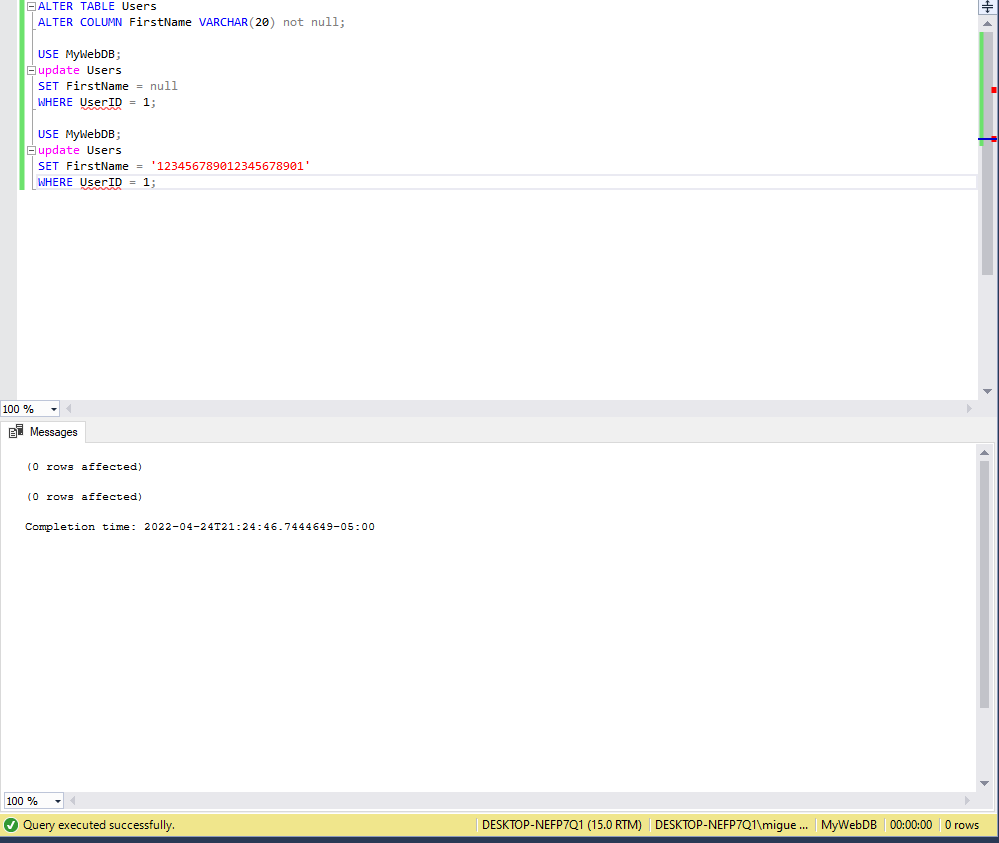 ALTER TABLE Users
ALTER COLUMN FirstName VARCHAR(20) not null;
USE MyWebDB;
update Users
SET FirstName = null
WHERE UserID = 1;
USE MyWebDB;
update Users
SET FirstName = '123456789012345678901'
WHERE UserID = 1;
100 %
Messages
(0 rows affected)
(0 rows affected)
Completion time: 2022-04-24T21:24:46.7444649-05:00
100 %
Query executed successfully. DESKTOP-NEFP7Q1 (15.0 RTM) DESKTOP-NEFP7Q1\migue ... MyWebDB 00:00:00 0 rows